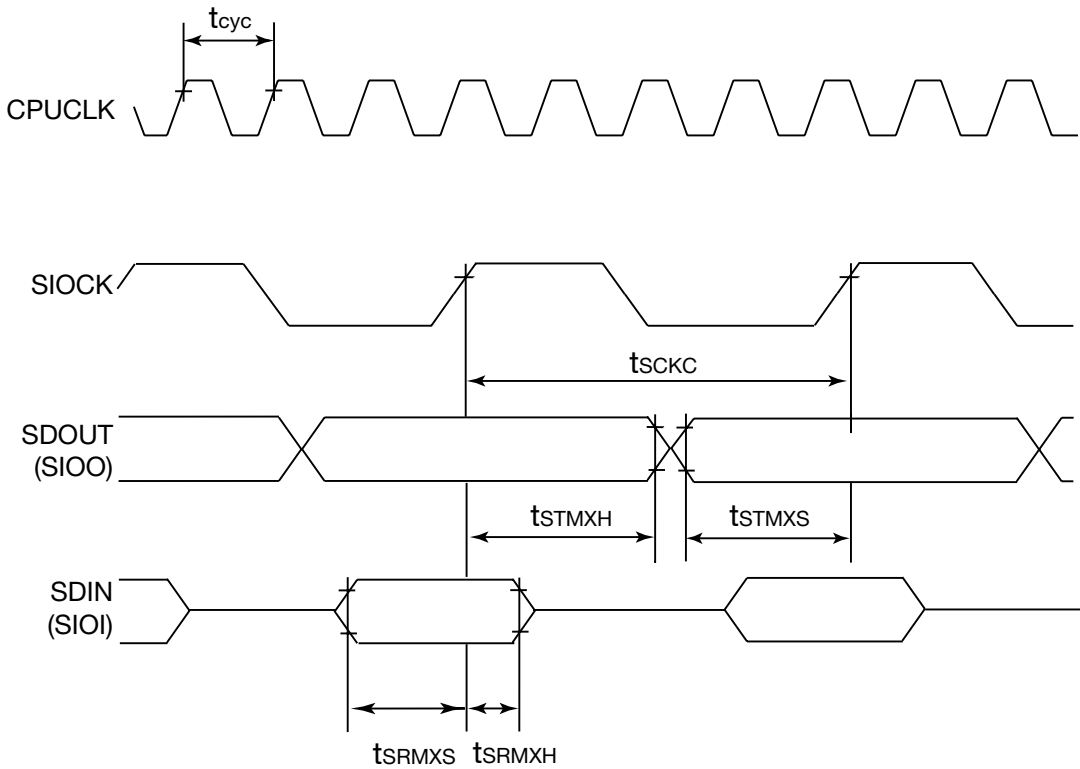 tcyc
CPUCLK
SIOCK
tSCKC
SDOUT
(SIOO)
tSTMXH
tSTMXS
SDIN
(SIOI)
tSRMXS
tSRMXH